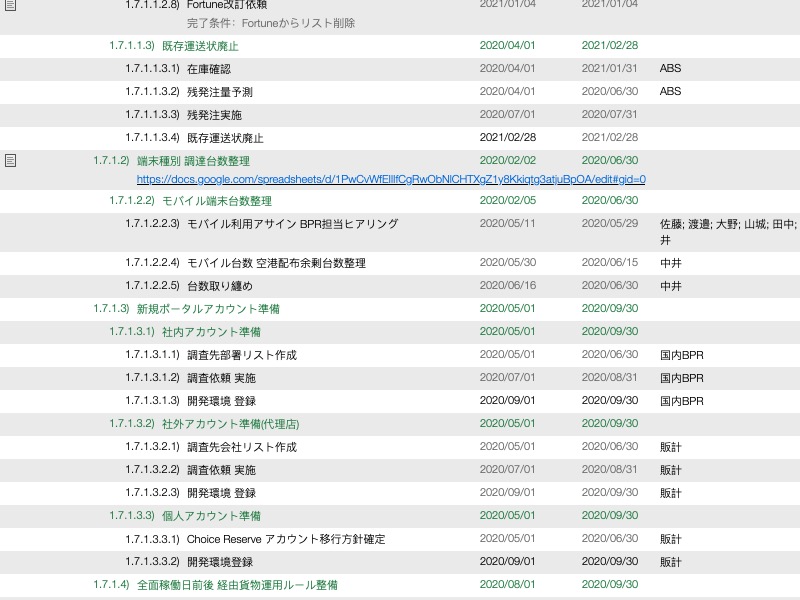 1.7.1.1.2.8) Fortune改訂依頼 2021/01/04 2021/01/04
完了条件: Fortuneからリスト削除
1.7.1.1.3) 既存運送状廃止 2020/04/01 2021/02/28
1.7.1.1.3.1) 在庫確認 2020/04/01 2021/01/31 ABS
1.7.1.1.3.2) 残発注量予測 2020/04/01 2020/06/30 ABS
1.7.1.1.3.3) 残発注実施 2020/07/01 2020/07/31
1.7.1.1.3.4) 既存運送状廃止 2021/02/28 2021/02/28
1.7.1.2) 端末種別 調達台数整理 2020/02/02 2020/06/30
https://docs.google.com/spreadsheets/d/1PwCvWfEIlIfCgRwObNlCHTXgZ1y8Kkiqtg3atjuBpOA/edit#gid=0
1.7.1.2.2) モバイル端末台数整理 2020/02/05 2020/06/30
1.7.1.2.2.3) モバイル利用アサイン BPR担当ヒアリング 2020/05/11 2020/05/29 佐藤; 渡邉; 大野; 山城; 田中;
井
1.7.1.2.2.4) モバイル台数 空港配布余剰台数整理 2020/05/30 2020/06/15 中井
1.7.1.2.2.5) 台数取り纏め 2020/06/16 2020/06/30 中井
1.7.1.3) 新規ポータルアカウント準備 2020/05/01 2020/09/30
1.7.1.3.1) 社内アカウント準備 2020/05/01 2020/09/30
1.7.1.3.1.1) 調査先部署リスト作成 2020/05/01 2020/06/30 国内BPR
1.7.1.3.1.2) 調査依頼 実施 2020/07/01 2020/08/31 国内BPR
1.7.1.3.1.3) 開発環境 登録 2020/09/01 2020/09/30 国内BPR
1.7.1.3.2) 社外アカウント準備(代理店) 2020/05/01 2020/09/30
1.7.1.3.2.1) 調査先会社リスト作成 2020/05/01 2020/06/30 販計
1.7.1.3.2.2) 調査依頼 実施 2020/07/01 2020/08/31 販計
1.7.1.3.2.3) 開発環境 登録 2020/09/01 2020/09/30 販計
1.7.1.3.3) 個人アカウント準備 2020/05/01 2020/09/30
1.7.1.3.3.1) Choice Reserve アカウント移行方針確定 2020/05/01 2020/06/30 販計
1.7.1.3.3.2) 開発環境登録 2020/09/01 2020/09/30 販計
1.7.1.4) 全面稼働日前後 経由貨物運用ルール整備 2020/08/01 2020/09/30